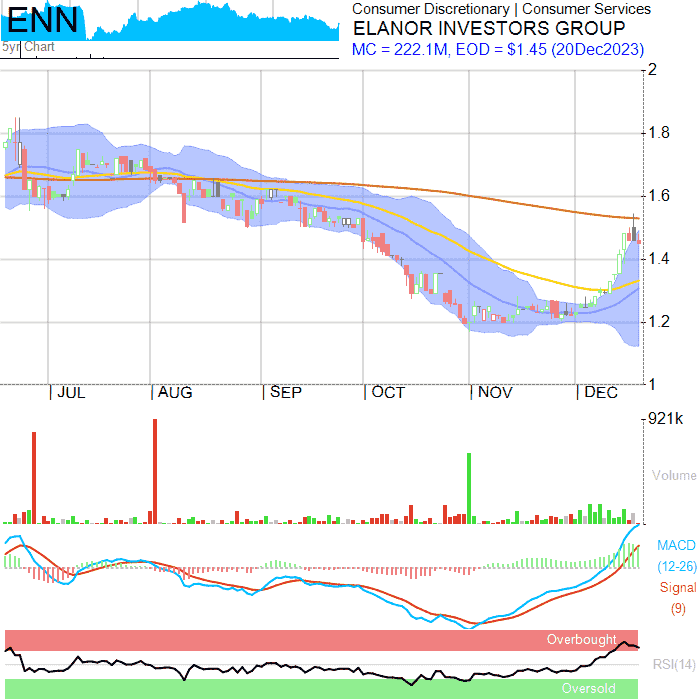 ENN
Consumer Discretionary | Consumer Services
ELANOR INVESTORS GROUP
5yr Chart
MC = 222.1M, EOD = $1.45 (20Dec2023)
2
1.8
1.6
1.4
1.2
1
JUL AUG SEP OCT NOV DEC
921k
Volume
MACD
(12-26)
Signal
(9)
Overbought
RSI(14)
Oversold